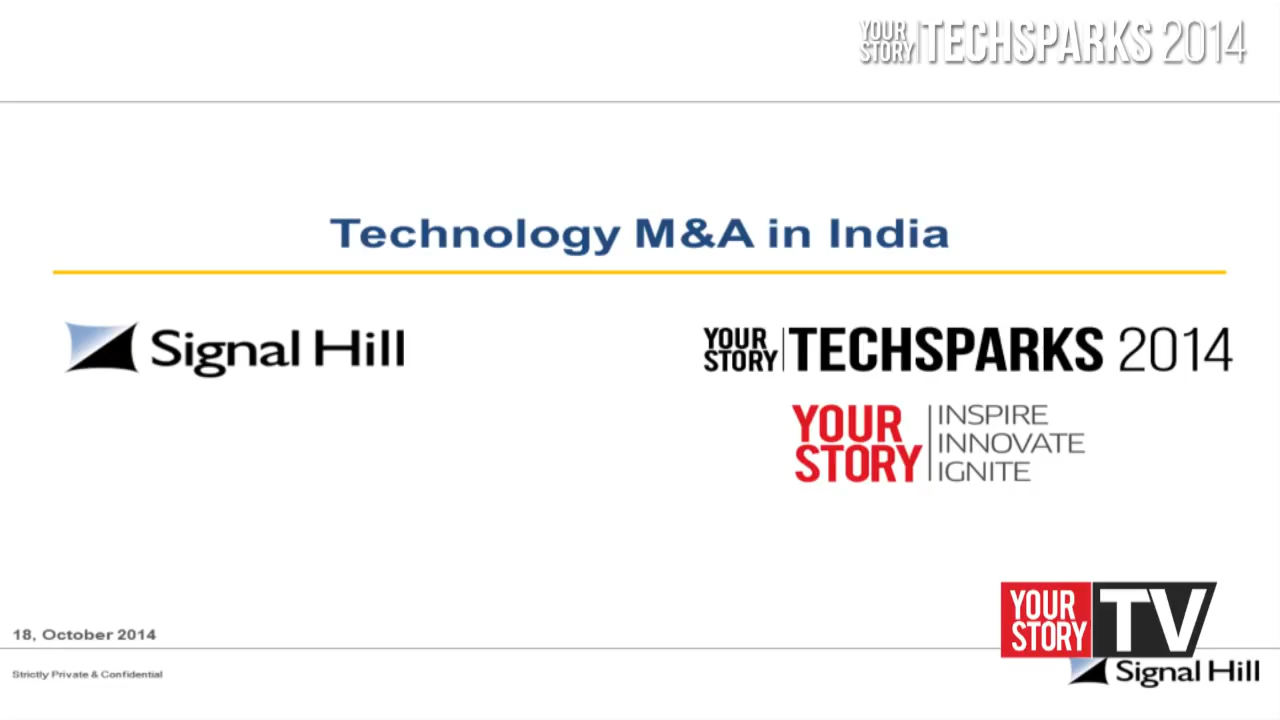 YOUR STORY TECHSPARKS 2014
Technology M&A in India
Signal Hill
YOUR STORY TECHSPARKS 2014
YOUR STORY
INSPIRE
INNOVATE
IGNITE
18, October 2014
YOUR STORY TV
Strictly Private & Confidential
Signal Hill